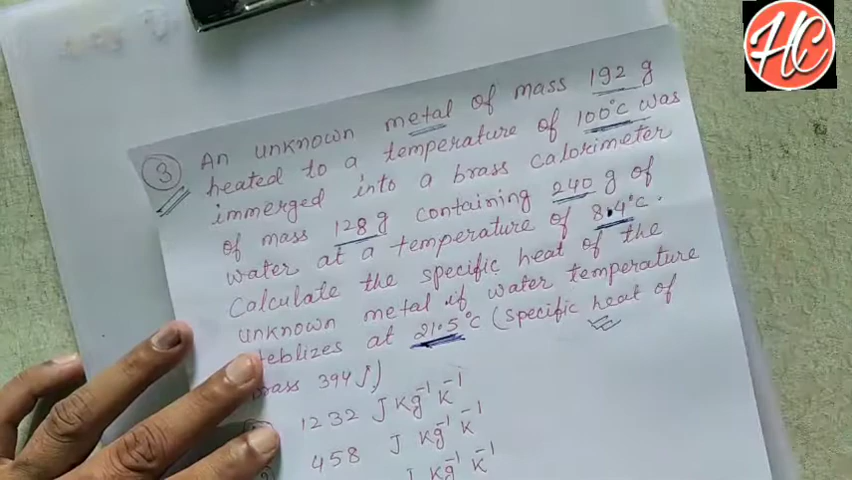 HC
③ An unknown metal of mass 192 g
heated to a temperature of 100°C was
immerged into a brass calorimeter
of mass 128g containing 240 g of
water at a temperature of 8.4°C.
Calculate the specific heat of the
unknown metal if water temperature
teblizes at 21.5°C (specific heat of
brass 394 J)
1232 J Kg⁻¹ K⁻¹
458 J Kg⁻¹ K⁻¹
J Kg⁻¹ K⁻¹